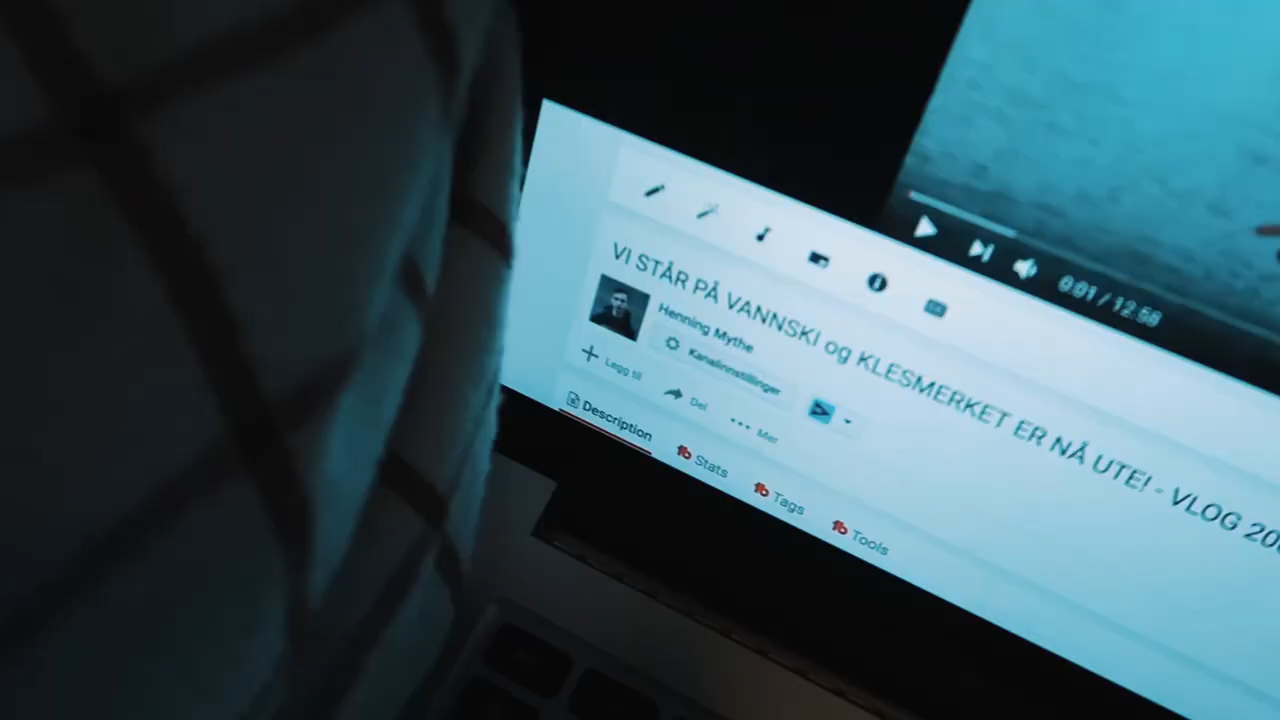 0:01 / 12:58
VI STÅR PÅ VANNSKI og KLESMERKET ER NÅ UTE! - VLOG 20
Henning Mythe
Kanalinnstillinger
Legg til
Del
Mer
Description
Stats
Tags
Tools